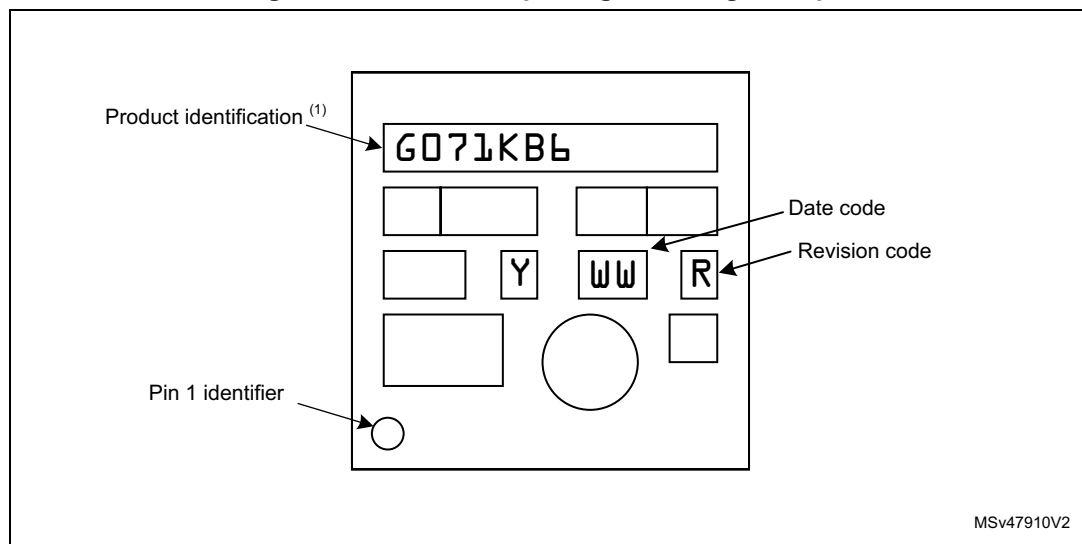 Product identification (1)
G071KB6
Date code
Revision code
Y WW R
Pin 1 identifier
MSv47910V2